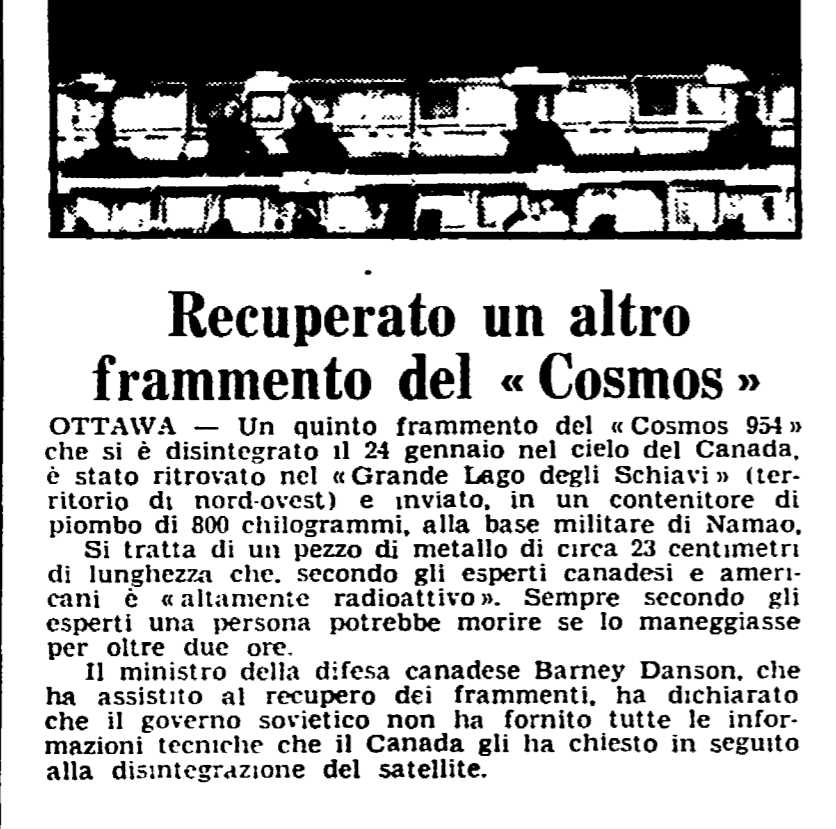 Recuperato un altro
frammento del « Cosmos »
OTTAWA — Un quinto frammento del « Cosmos 954 »
che si è disintegrato il 24 gennaio nel cielo del Canada,
è stato ritrovato nel « Grande Lago degli Schiavi » (ter-
ritorio di nord-ovest) e inviato, in un contenitore di
piombo di 800 chilogrammi, alla base militare di Namao.
Si tratta di un pezzo di metallo di circa 23 centimetri
di lunghezza che, secondo gli esperti canadesi e ameri-
cani è « altamente radioattivo ». Sempre secondo gli
esperti una persona potrebbe morire se lo maneggiasse
per oltre due ore.
Il ministro della difesa canadese Barney Danson, che
ha assistito al recupero dei frammenti, ha dichiarato
che il governo sovietico non ha fornito tutte le infor-
mazioni tecniche che il Canada gli ha chiesto in seguito
alla disintegrazione del satellite.